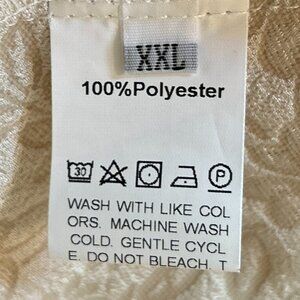 XXL
100%Polyester
30
P
WASH WITH LIKE COL
ORS. MACHINE WASH
COLD. GENTLE CYCL
E. DO NOT BLEACH. T